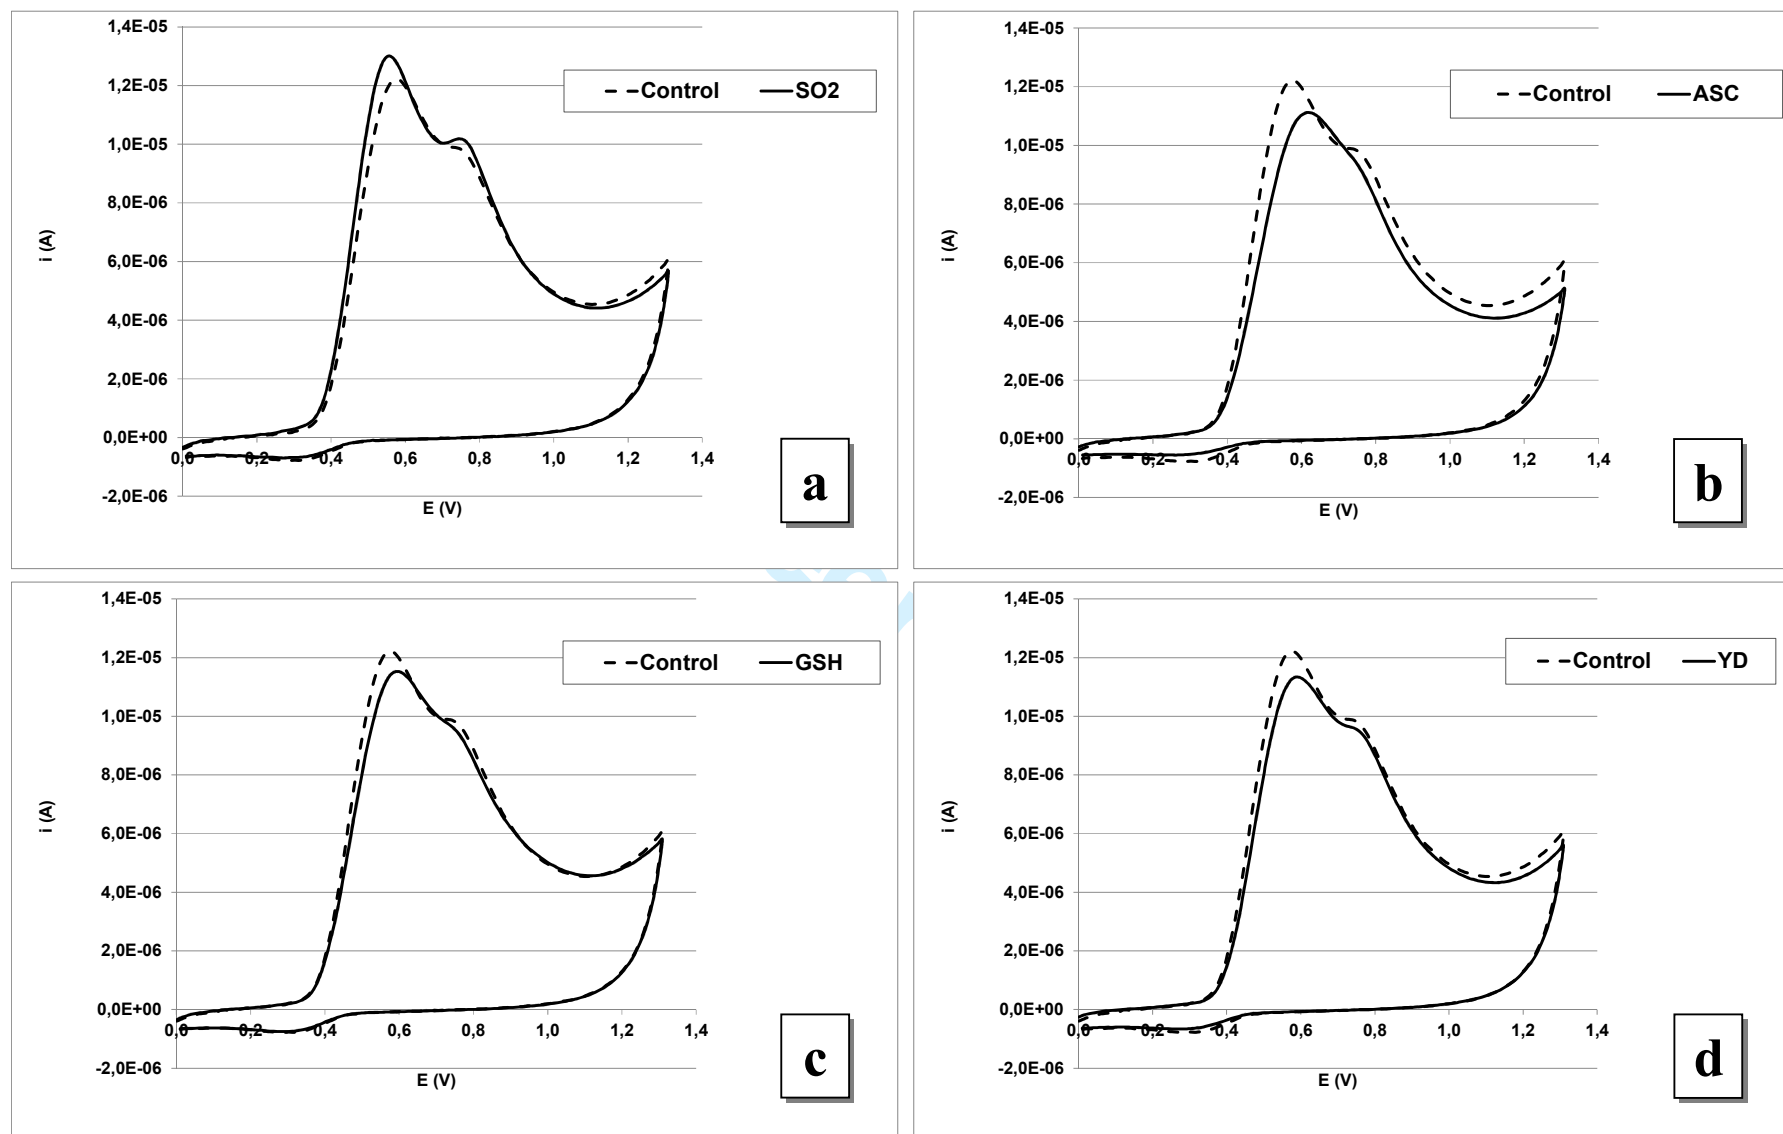 1,4E-05
1,2E-05
1,0E-05
8,0E-06
6,0E-06
4,0E-06
2,0E-06
0,0E+00
-2,0E-06
i (A)
0,0 0,2 0,4 0,6 0,8 1,0 1,2 1,4
E (V)
Control SO2
a
1,4E-05
1,2E-05
1,0E-05
8,0E-06
6,0E-06
4,0E-06
2,0E-06
0,0E+00
-2,0E-06
i (A)
0,0 0,2 0,4 0,6 0,8 1,0 1,2 1,4
E (V)
Control ASC
b
1,4E-05
1,2E-05
1,0E-05
8,0E-06
6,0E-06
4,0E-06
2,0E-06
0,0E+00
-2,0E-06
i (A)
0,0 0,2 0,4 0,6 0,8 1,0 1,2 1,4
E (V)
Control GSH
c
1,4E-05
1,2E-05
1,0E-05
8,0E-06
6,0E-06
4,0E-06
2,0E-06
0,0E+00
-2,0E-06
i (A)
0,0 0,2 0,4 0,6 0,8 1,0 1,2 1,4
E (V)
Control YD
d